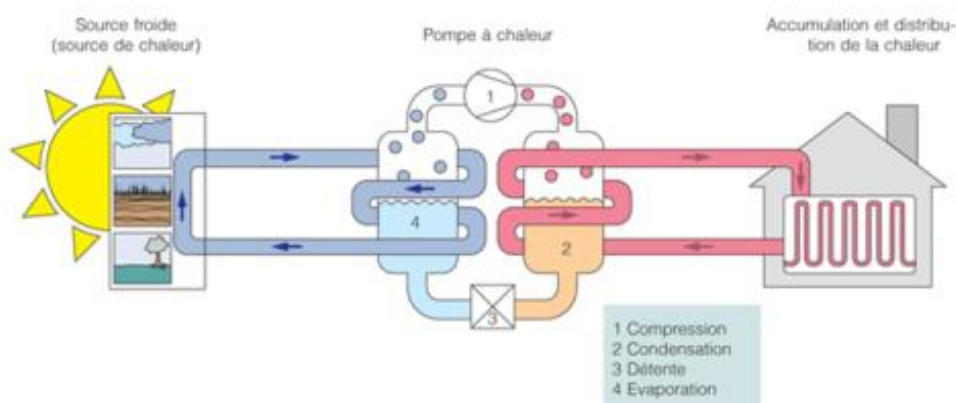 Source froide
(source de chaleur)
Pompe à chaleur
Accumulation et distribu-
tion de la chaleur
1
4
2
3
1 Compression
2 Condensation
3 Détente
4 Evaporation